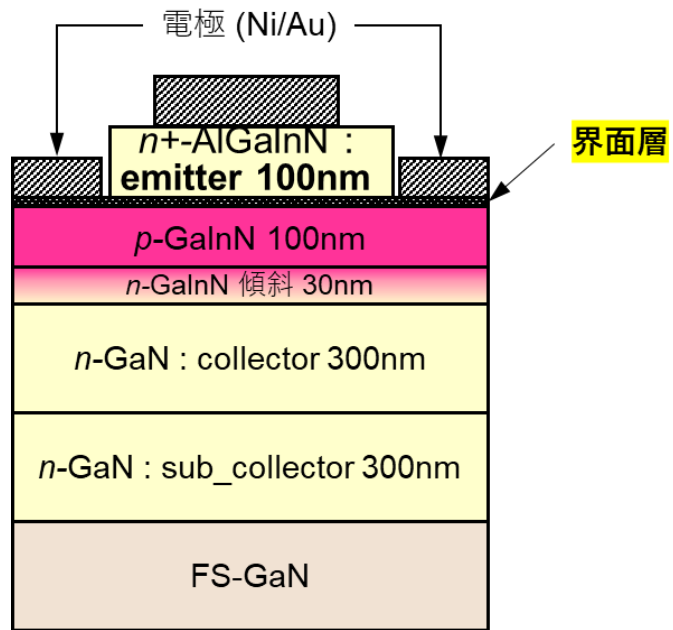 電極 (Ni/Au)
n+-AlGaInN :
emitter 100nm
界面層
p-GaInN 100nm
n-GaInN 傾斜 30nm
n-GaN : collector 300nm
n-GaN : sub_collector 300nm
FS-GaN